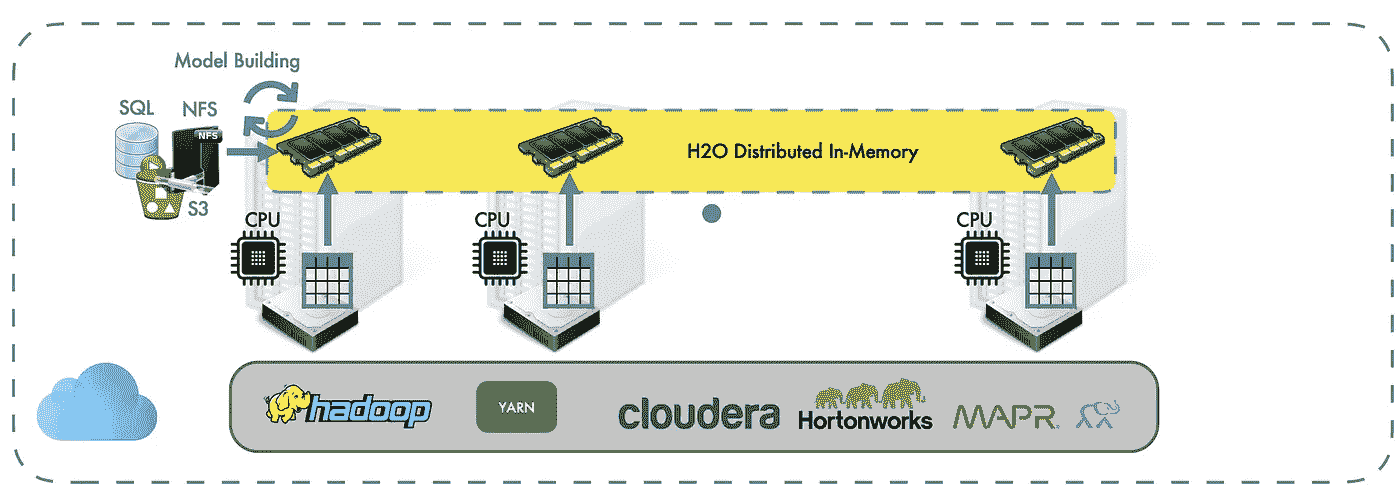 Model Building
SQL
NFS
NFS
S3
H2O Distributed In-Memory
CPU
CPU
CPU
hadoop
YARN
cloudera
Hortonworks
MAPR.